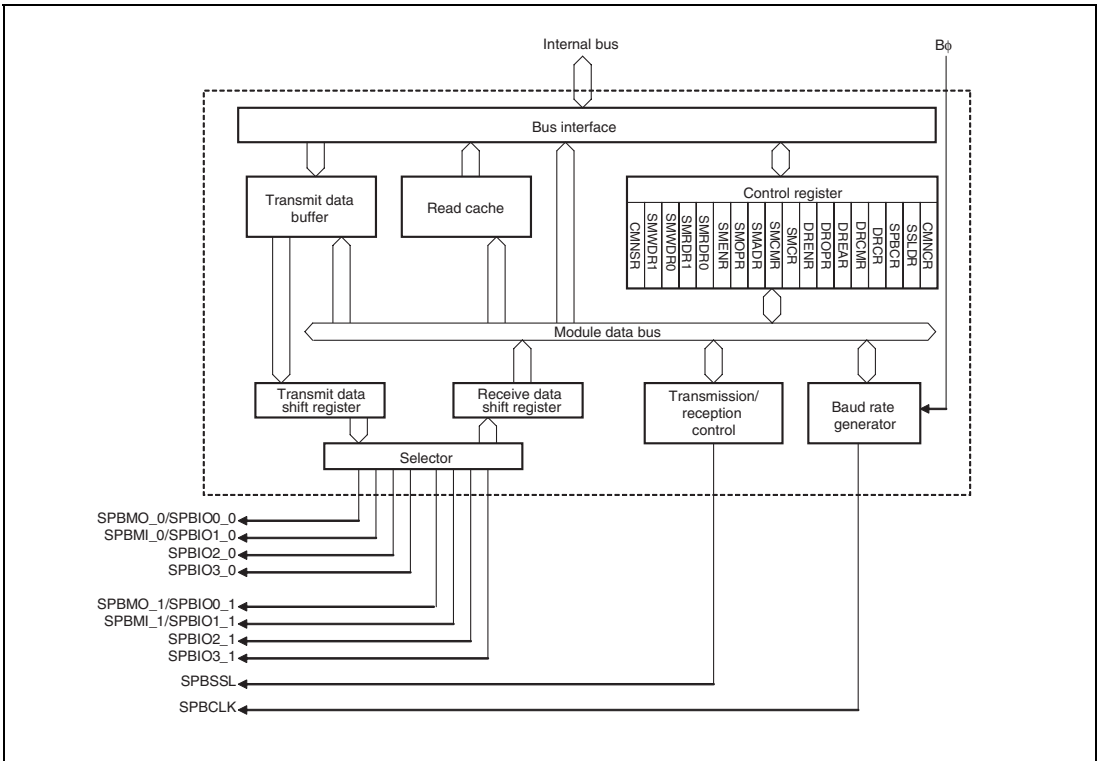 Internal bus
Bφ
Bus interface
Transmit data
buffer
Read cache
Control register
CMNSR
SMWDR1
SMWDR0
SMRDR1
SMRDR0
SMENR
SMOPR
SMADR
SMCMR
SMCR
DRENR
DROPR
DREAR
DRCMR
DRCR
SPBCR
SSLDR
CMNCR
Module data bus
Transmit data
shift register
Receive data
shift register
Transmission/
reception
control
Baud rate
generator
Selector
SPBMO_0/SPBIO0_0
SPBMI_0/SPBIO1_0
SPBIO2_0
SPBIO3_0
SPBMO_1/SPBIO0_1
SPBMI_1/SPBIO1_1
SPBIO2_1
SPBIO3_1
SPBSSL
SPBCLK